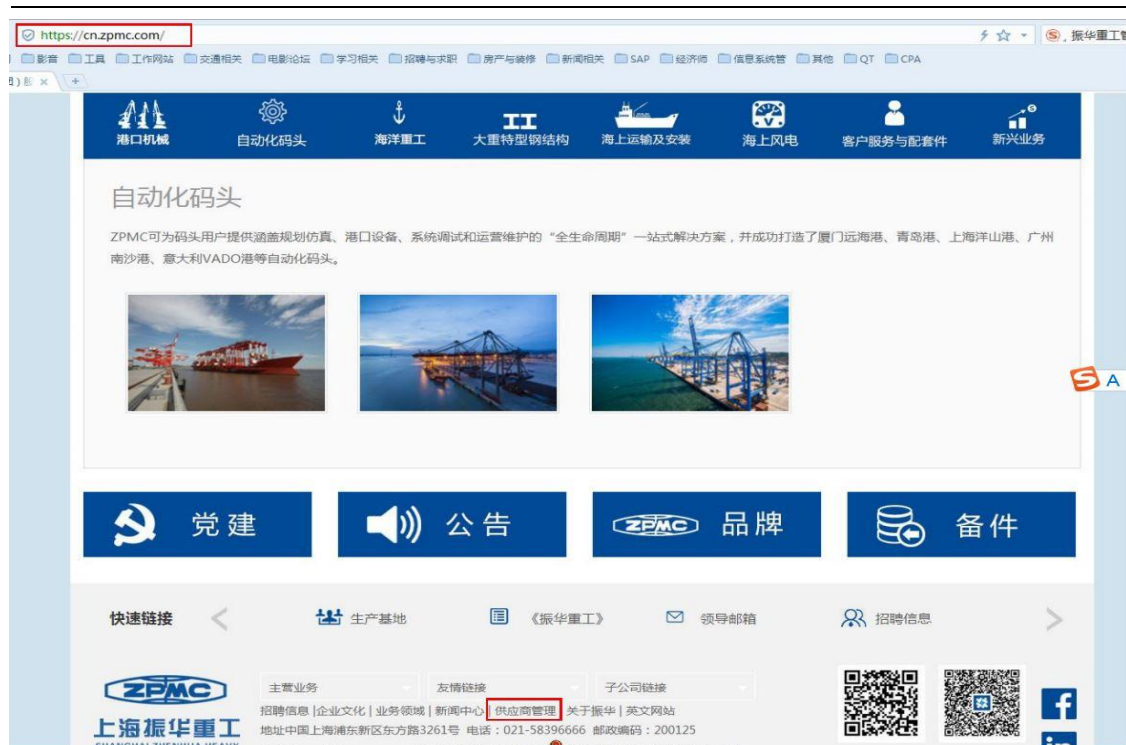 https://cn.zpmc.com/
振华重工
影音 工具 工作网站 交通相关 电影论坛 学习相关 招聘与求职 房产与装修 新闻相关 SAP 经济师 信息系统管 其他 QT CPA
港口机械 自动化码头 海洋重工 大重特型钢结构 海上运输及安装 海上风电 客户服务与配套件 新兴业务
自动化码头
ZPMC可为码头用户提供涵盖规划仿真、港口设备、系统调试和运营维护的“全生命周期”一站式解决方案，并成功打造了厦门远海港、青岛港、上海洋山港、广州
南沙港、意大利VADO港等自动化码头。
A
党建 公告 ZPMC 品牌 备件
快速链接 生产基地 《振华重工》 领导邮箱 招聘信息
ZPMC
主营业务 友情链接 子公司链接
招聘信息 |企业文化 | 业务领域 | 新闻中心 | 供应商管理 关于振华 | 英文网站
上海振华重工
地址中国上海浦东新区东方路3261号 电话：021-58396666 邮政编码：200125